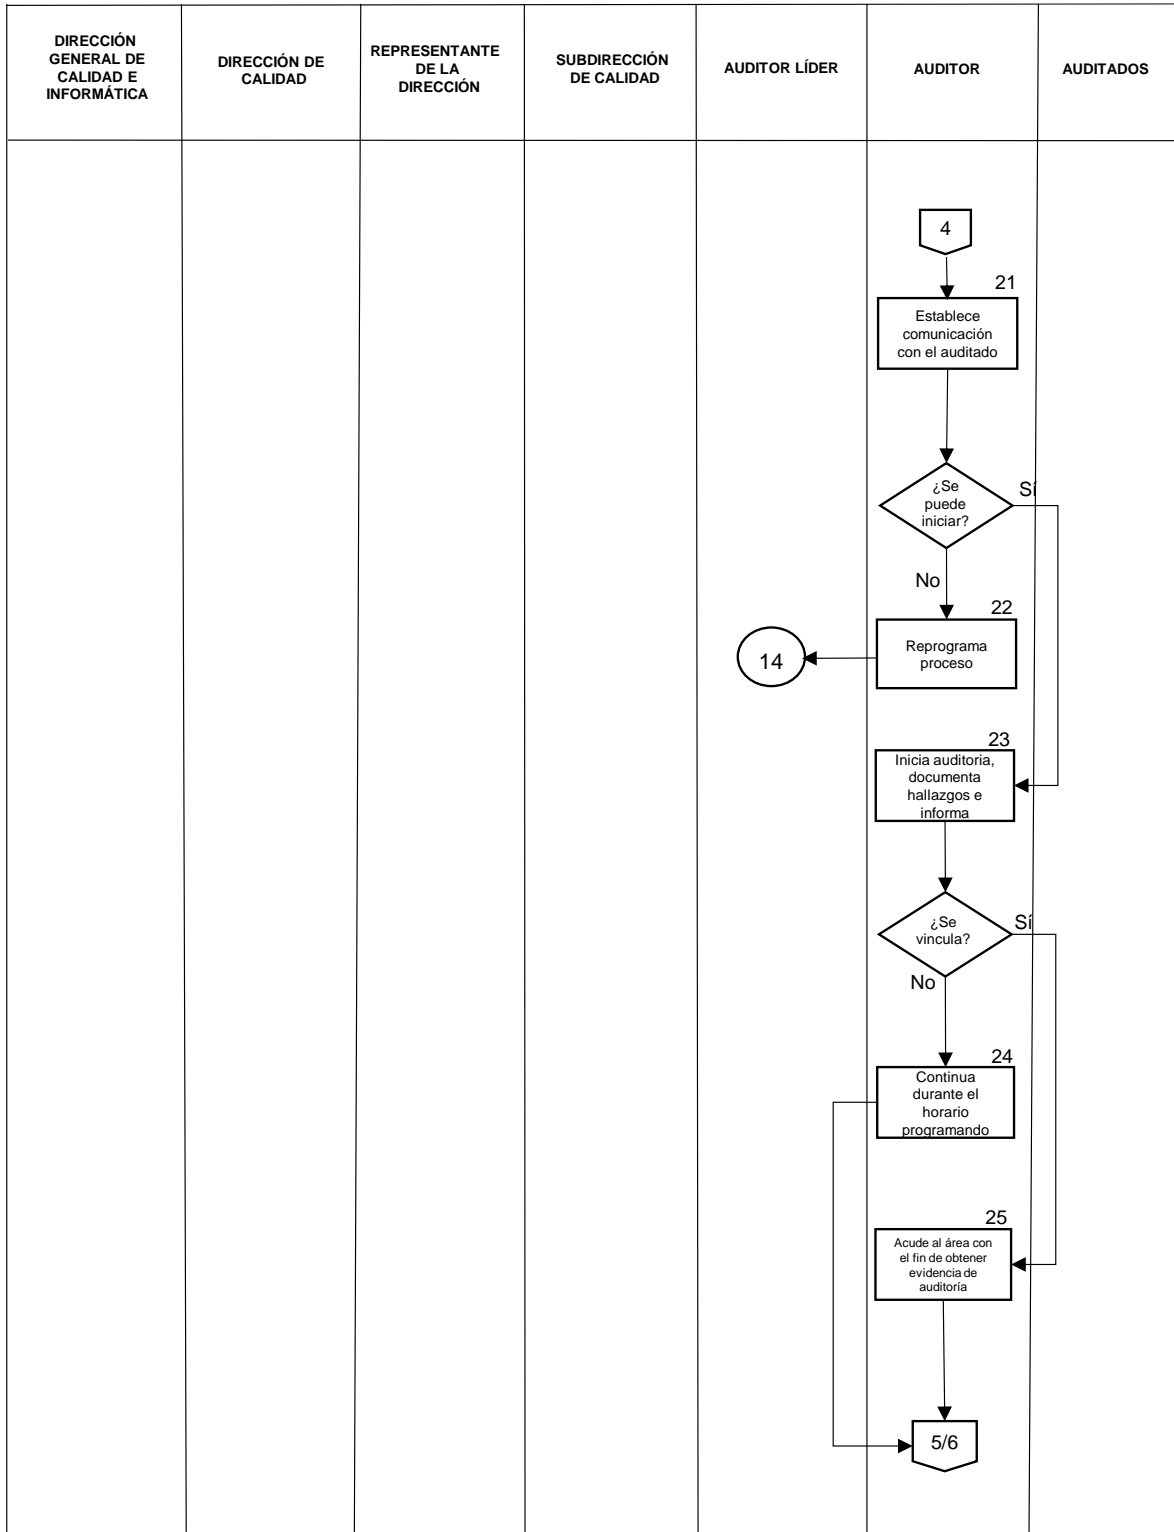 DIRECCIÓN
GENERAL DE
CALIDAD E
INFORMÁTICA
DIRECCIÓN DE
CALIDAD
REPRESENTANTE
DE LA
DIRECCIÓN
SUBDIRECCIÓN
DE CALIDAD
AUDITOR LÍDER
AUDITOR
AUDITADOS
4
21
Establece
comunicación
con el auditado
¿Se
puede
iniciar?
Sí
No
22
Reprograma
proceso
14
23
Inicia auditoria,
documenta
hallazgos e
informa
¿Se
vincula?
Sí
No
24
Continua
durante el
horario
programando
25
Acude al área con
el fin de obtener
evidencia de
auditoría
5/6